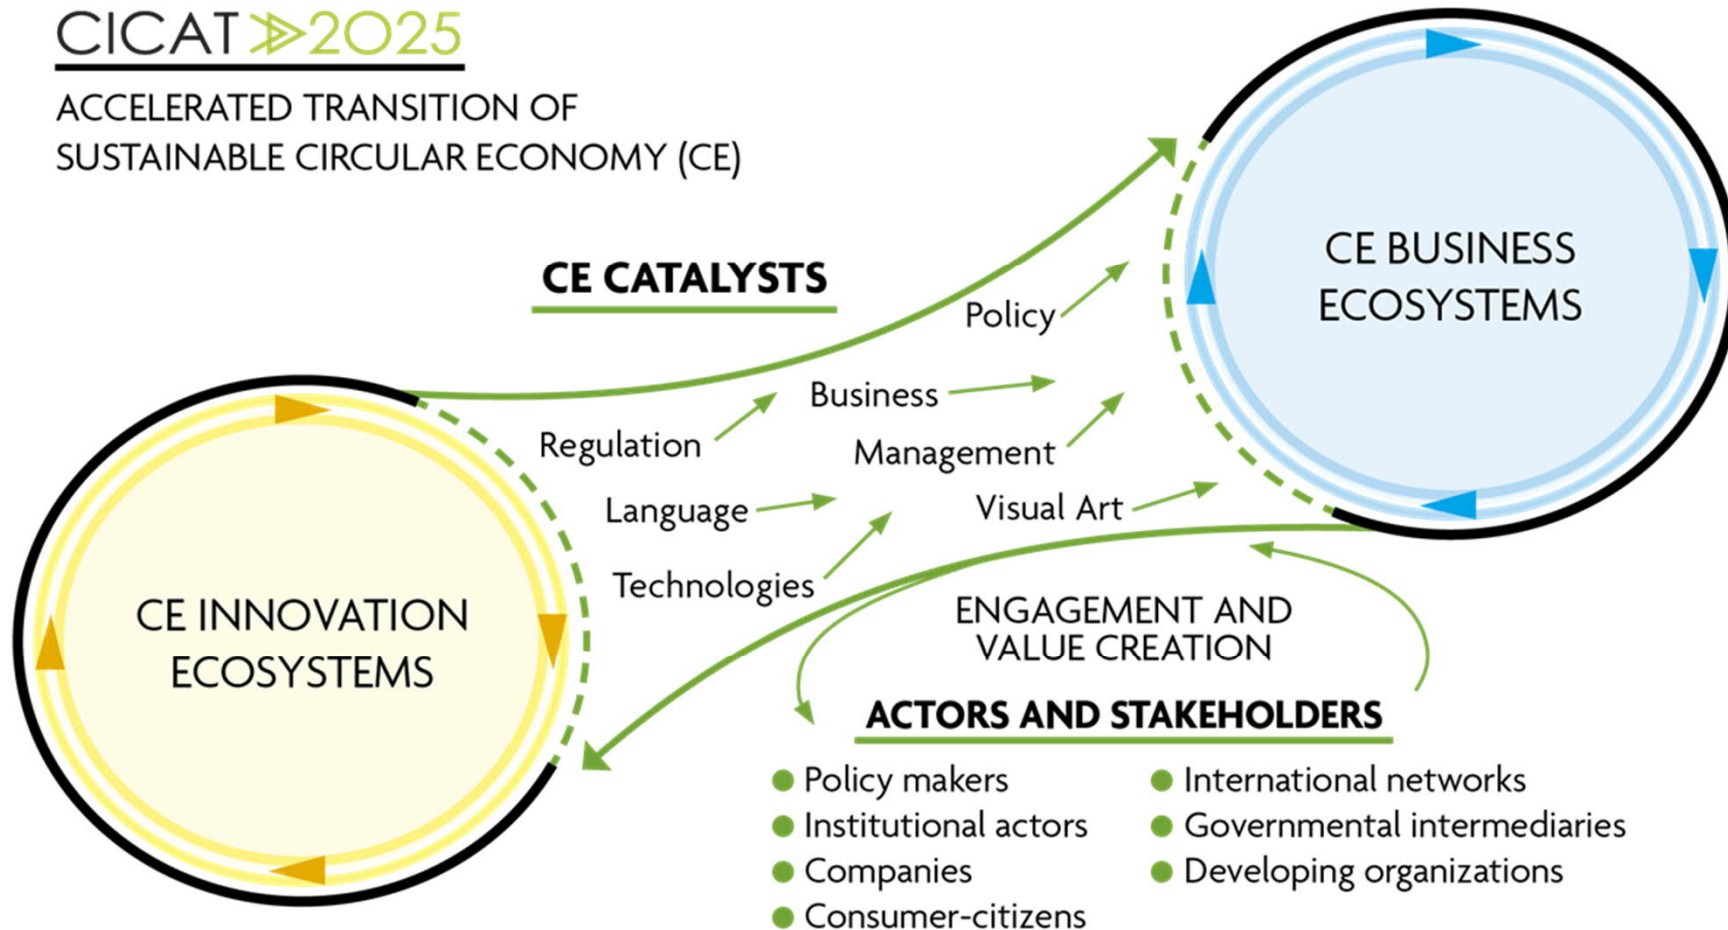 CICAT 2025
ACCELERATED TRANSITION OF
SUSTAINABLE CIRCULAR ECONOMY (CE)
CE CATALYSTS
CE BUSINESS
ECOSYSTEMS
Policy
Business
Regulation
Management
Language
Visual Art
Technologies
CE INNOVATION
ECOSYSTEMS
ENGAGEMENT AND
VALUE CREATION
ACTORS AND STAKEHOLDERS
Policy makers
Institutional actors
Companies
Consumer-citizens
International networks
Governmental intermediaries
Developing organizations